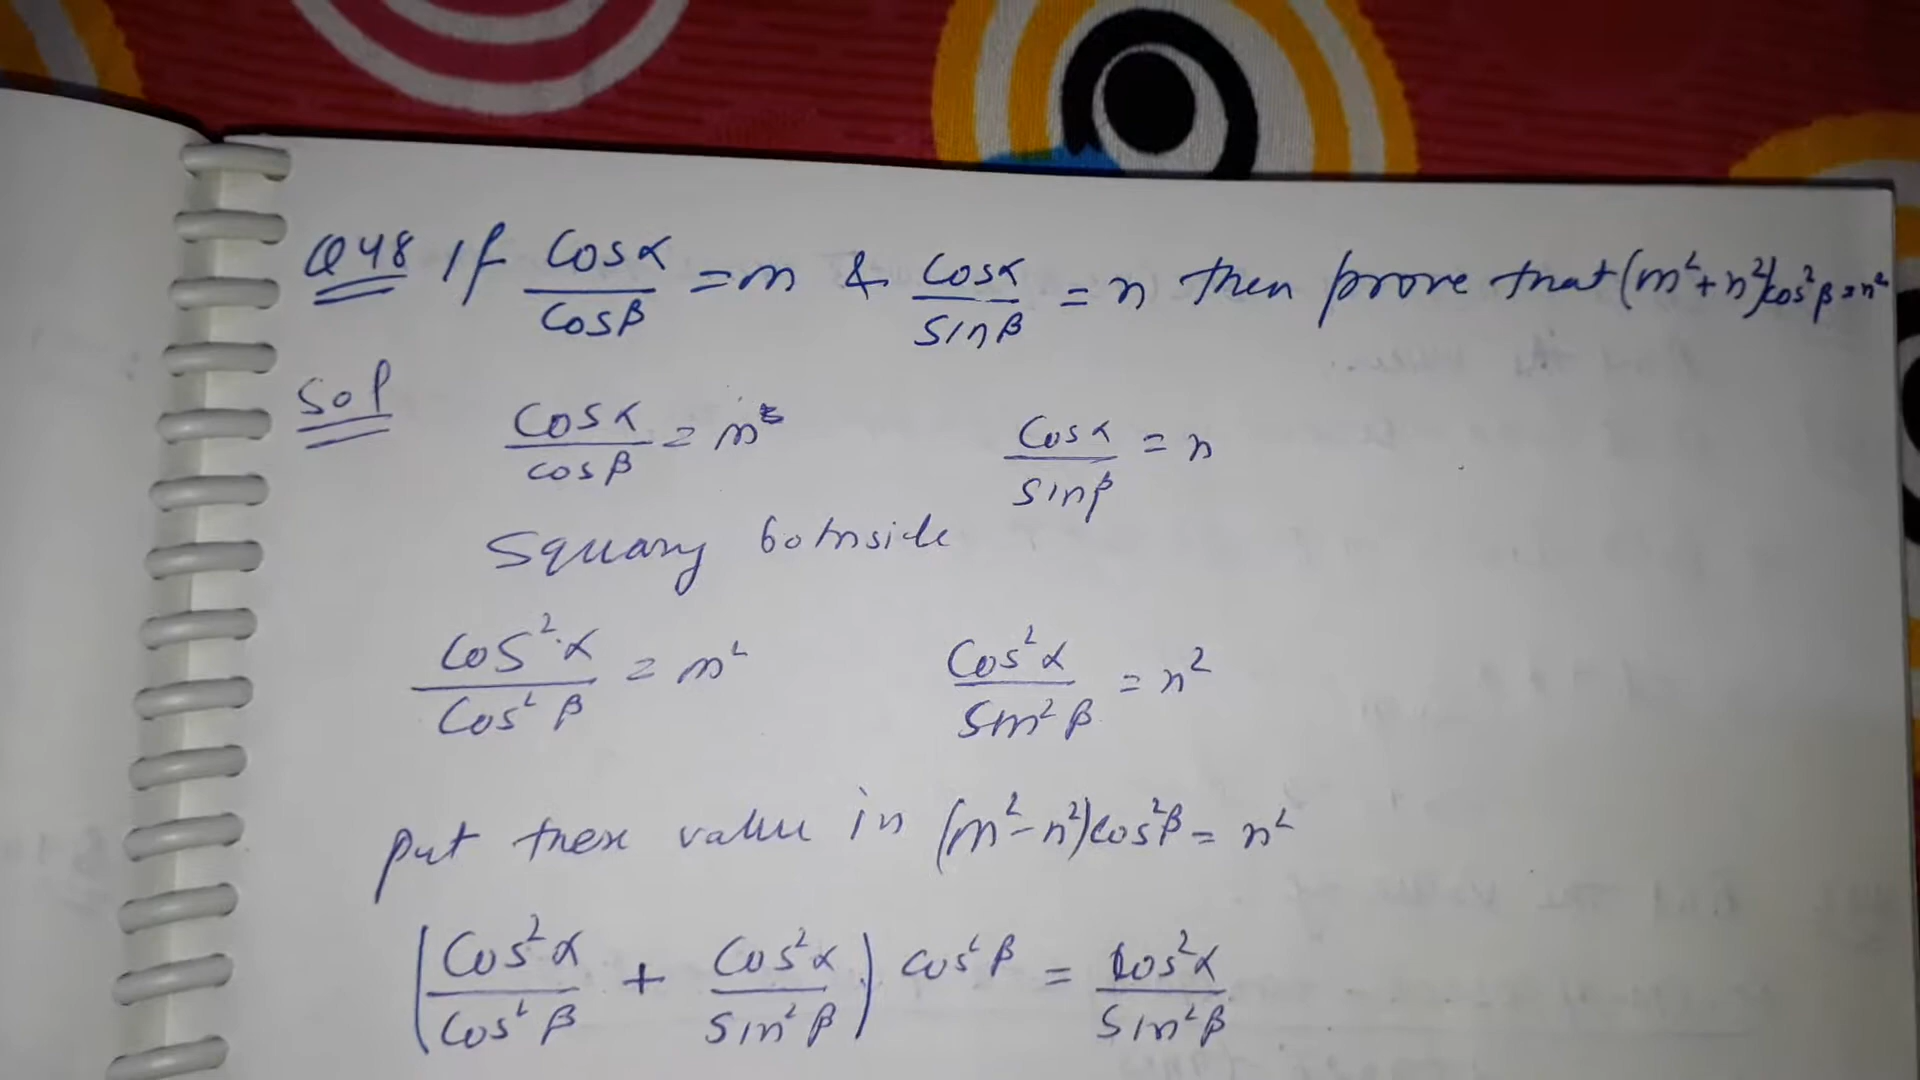 Q48 If Cosα/Cosβ = m & Cosα/Sinβ = n then prove that (m²+n²)cos²β=n²
Sol
Cosα/cosβ = m Cosα/sinβ = n
Squaring bothside
Cos²α/Cos²β = m² Cos²α/Sin²β = n²
put these value in (m²-n²)cos²β = n²
(Cos²α/Cos²β + Cos²α/Sin²β) cos²β = Cos²α/Sin²β